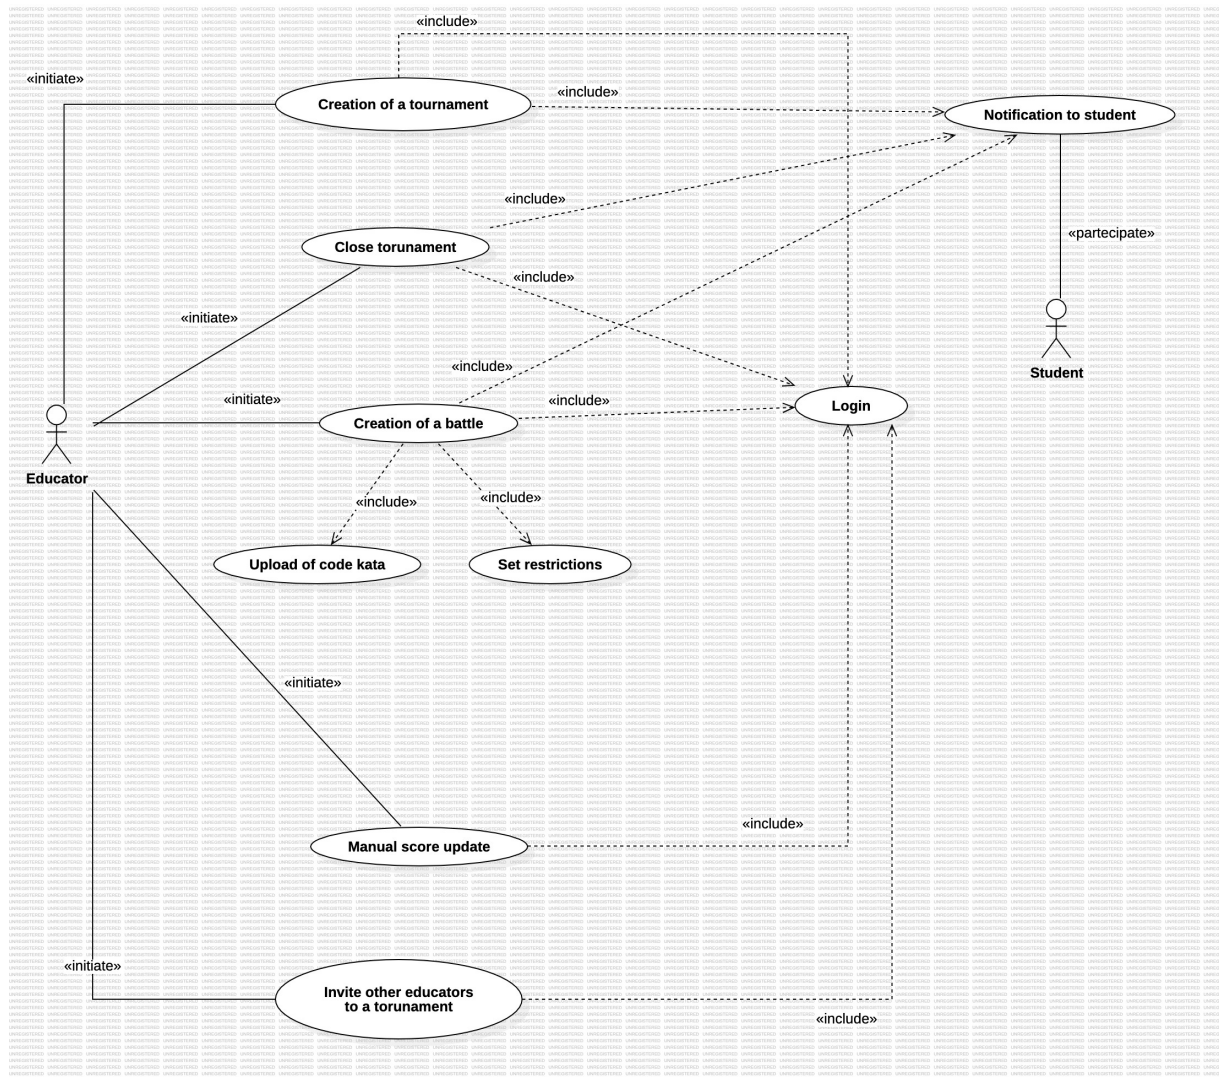 «include»
«initiate»
Creation of a tournament
«include»
Notification to student
«include»
«partecipate»
Close torunament
«include»
«initiate»
Student
«include»
«initiate»
«include»
Login
Creation of a battle
Educator
«include»
«include»
Upload of code kata
Set restrictions
«initiate»
«include»
Manual score update
«initiate»
Invite other educators
to a torunament
«include»
UNREGISTERED